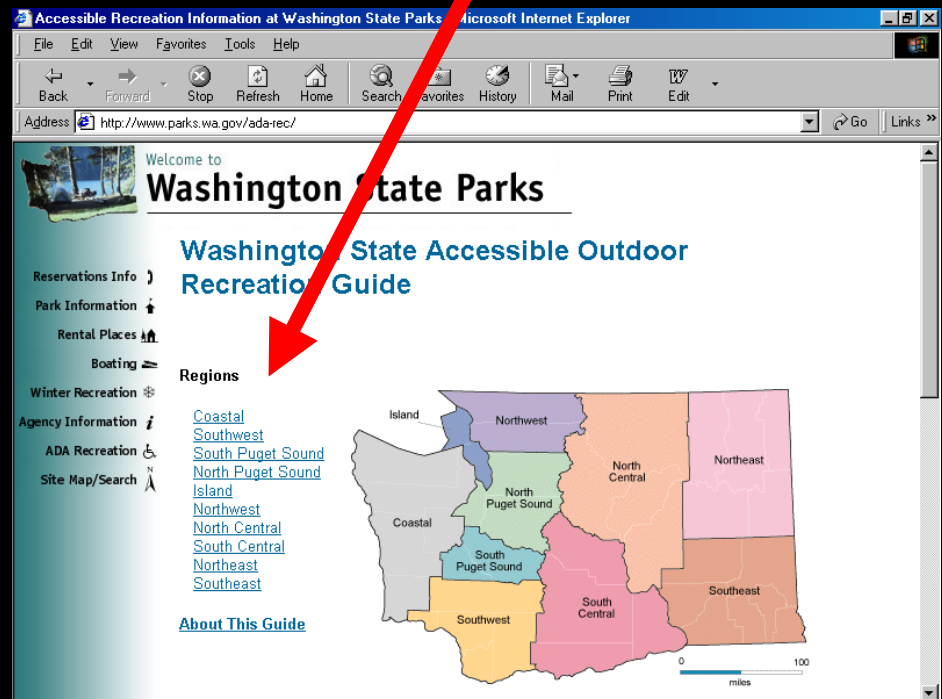 Accessible Recreation Information at Washington State Parks - Microsoft Internet Explorer
File Edit View Favorites Tools Help
Back Forward Stop Refresh Home Search Favorites History Mail Print Edit
Address http://www.parks.wa.gov/ada-rec/ Go Links »
Welcome to
Washington State Parks
Washington State Accessible Outdoor
Recreation Guide
Reservations Info
Park Information
Rental Places
Boating
Winter Recreation
Agency Information
ADA Recreation
Site Map/Search
Regions
Coastal
Southwest
South Puget Sound
North Puget Sound
Island
Northwest
North Central
South Central
Northeast
Southeast
About This Guide
Island
Northwest
North
Central
Northeast
North
Puget Sound
Coastal
South
Puget Sound
Southeast
South
Central
Southwest
0 100
miles